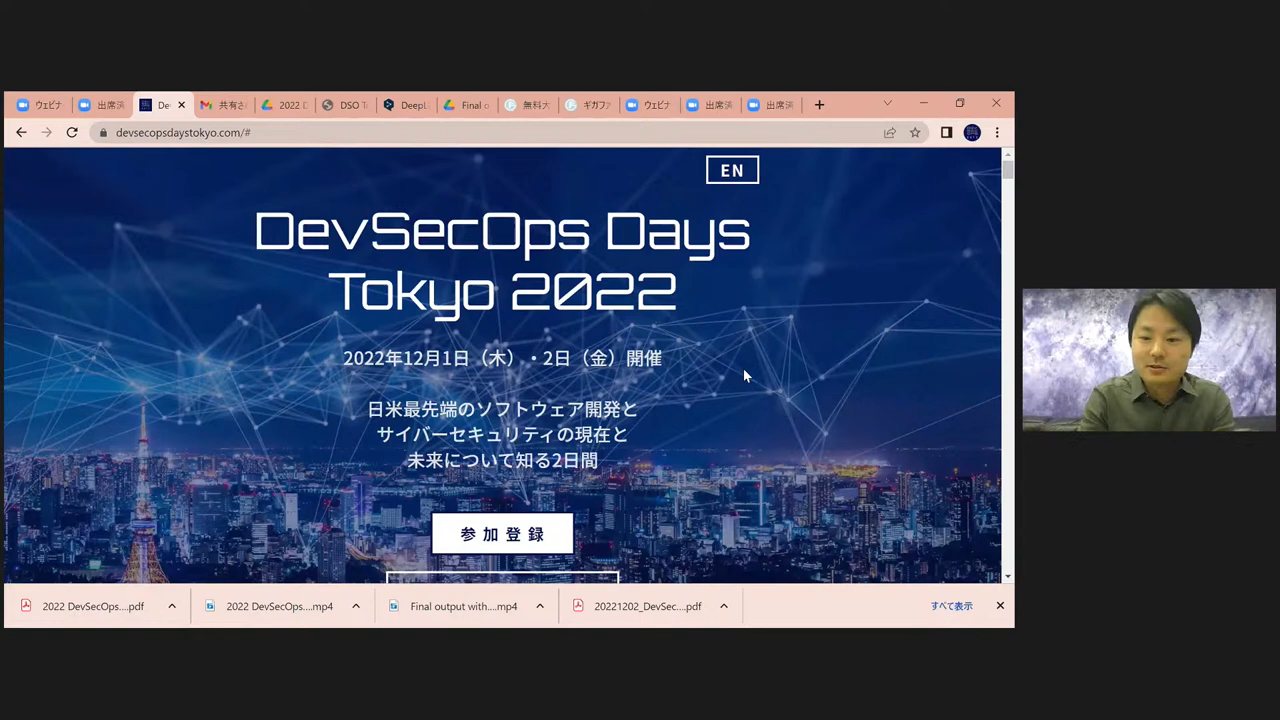 ウェビナ
出席済
De
共有さ
2022 D
DSO T
DeepL
Final o
無料大
ギガファ
ウェビナ
出席済
出席済
devsecopsdaystokyo.com/#
EN
DevSecOps Days
Tokyo 2022
2022年12月1日（木）・2日（金）開催
日米最先端のソフトウェア開発と
サイバーセキュリティの現在と
未来について知る2日間
参加登録
2022 DevSecOps....pdf
2022 DevSecOps....mp4
Final output with....mp4
20221202_DevSec....pdf
すべて表示